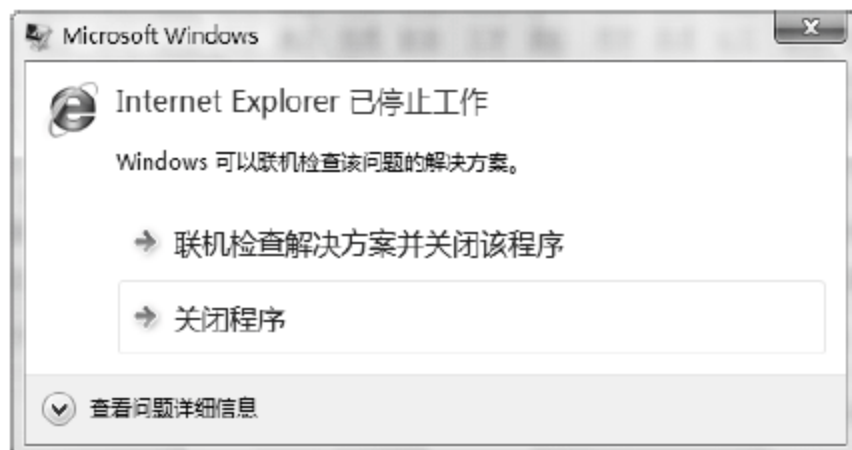 Microsoft Windows
Internet Explorer 已停止工作
Windows 可以联机检查该问题的解决方案。
联机检查解决方案并关闭该程序
关闭程序
查看问题详细信息